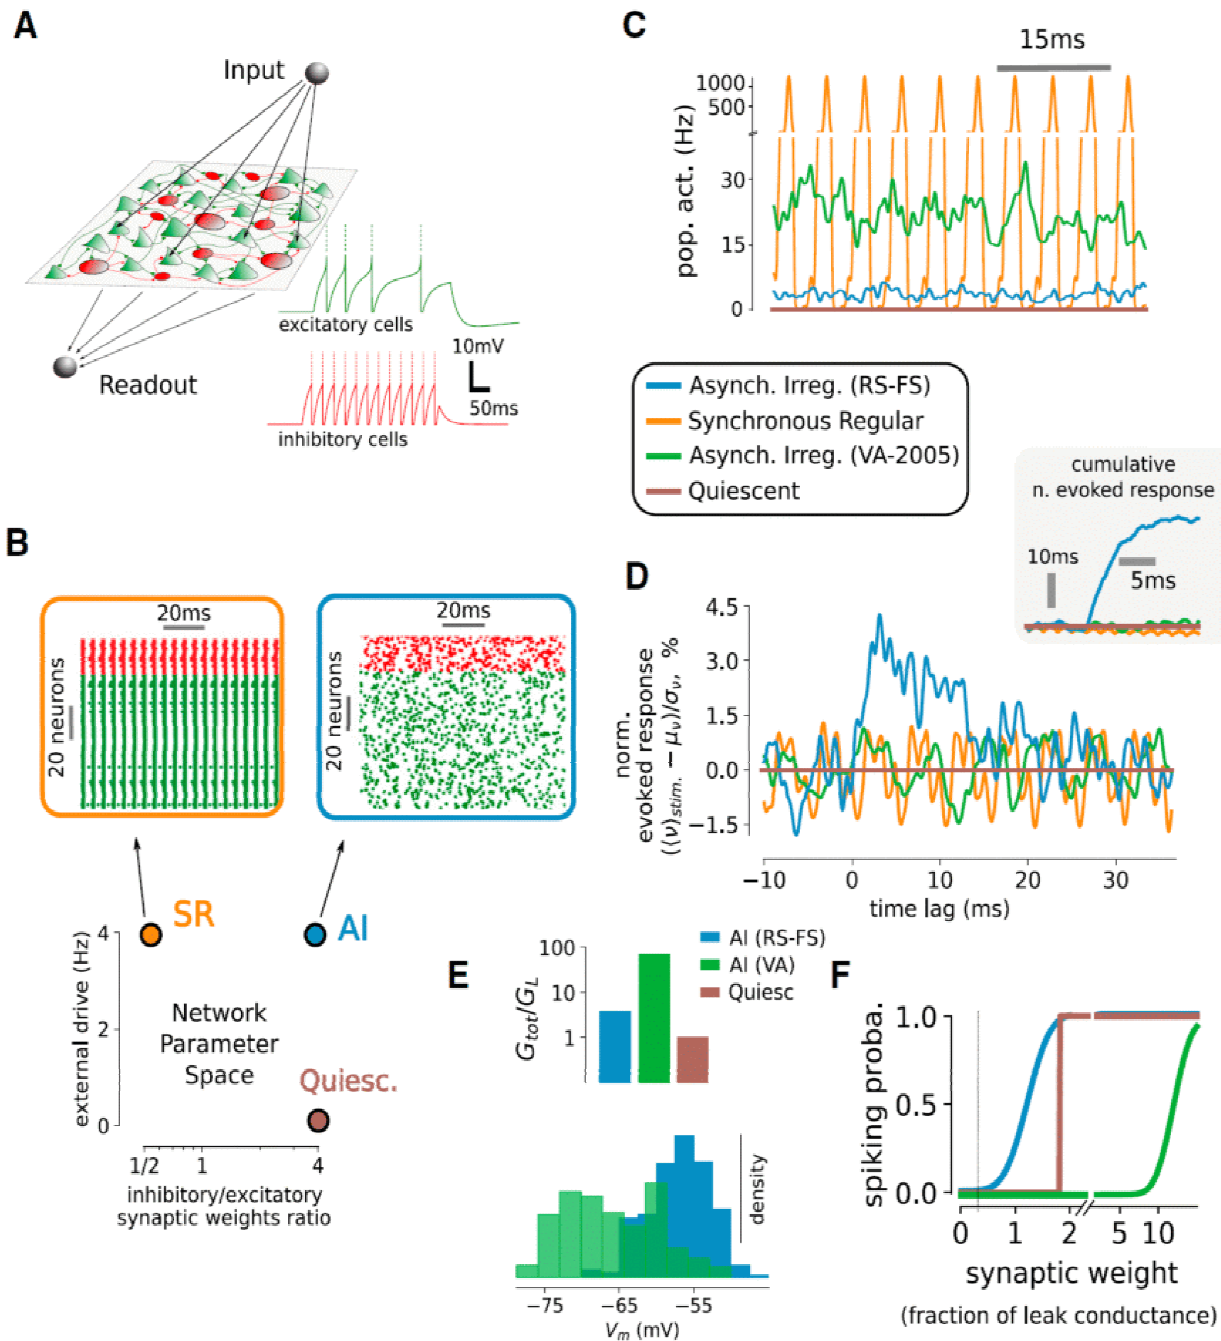 A
Input
Readout
excitatory cells
inhibitory cells
10mV
50ms
C
15ms
pop. act. (Hz)
1000
500
30
15
0
Asynch. Irreg. (RS-FS)
Synchronous Regular
Asynch. Irreg. (VA-2005)
Quiescent
cumulative
n. evoked response
10ms
5ms
B
20ms
20 neurons
20ms
20 neurons
SR
AI
Network
Parameter
Space
Quiesc.
external drive (Hz)
4
2
0
1/2 1 4
inhibitory/excitatory
synaptic weights ratio
D
norm.
evoked response
(⟨ν⟩stim. − μν)/σν, %
4.5
3.0
1.5
0.0
−1.5
−10 0 10 20 30
time lag (ms)
E
Gtot/GL
100
10
1
AI (RS-FS)
AI (VA)
Quiesc
density
−75 −65 −55
Vm (mV)
F
spiking proba.
1.0
0.5
0.0
0 1 2 5 10
synaptic weight
(fraction of leak conductance)